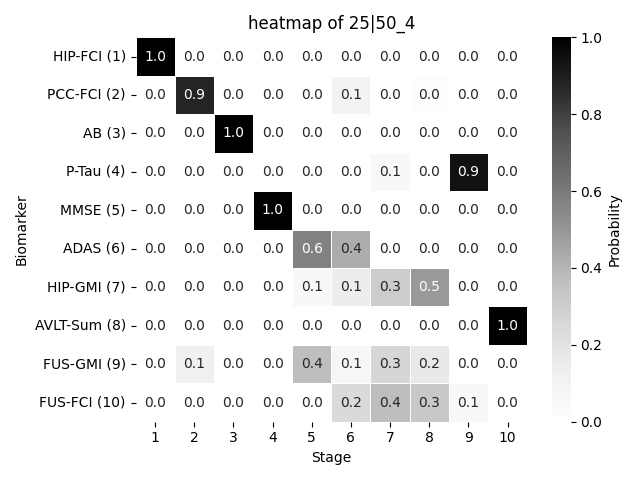 heatmap of 25|50_4
Biomarker
HIP-FCI (1) 1.0 0.0 0.0 0.0 0.0 0.0 0.0 0.0 0.0 0.0
PCC-FCI (2) 0.0 0.9 0.0 0.0 0.0 0.1 0.0 0.0 0.0 0.0
AB (3) 0.0 0.0 1.0 0.0 0.0 0.0 0.0 0.0 0.0 0.0
P-Tau (4) 0.0 0.0 0.0 0.0 0.0 0.0 0.1 0.0 0.9 0.0
MMSE (5) 0.0 0.0 0.0 1.0 0.0 0.0 0.0 0.0 0.0 0.0
ADAS (6) 0.0 0.0 0.0 0.0 0.6 0.4 0.0 0.0 0.0 0.0
HIP-GMI (7) 0.0 0.0 0.0 0.0 0.1 0.1 0.3 0.5 0.0 0.0
AVLT-Sum (8) 0.0 0.0 0.0 0.0 0.0 0.0 0.0 0.0 0.0 1.0
FUS-GMI (9) 0.0 0.1 0.0 0.0 0.4 0.1 0.3 0.2 0.0 0.0
FUS-FCI (10) 0.0 0.0 0.0 0.0 0.0 0.2 0.4 0.3 0.1 0.0
1 2 3 4 5 6 7 8 9 10
Stage
1.0
0.8
0.6
0.4
0.2
0.0
Probability